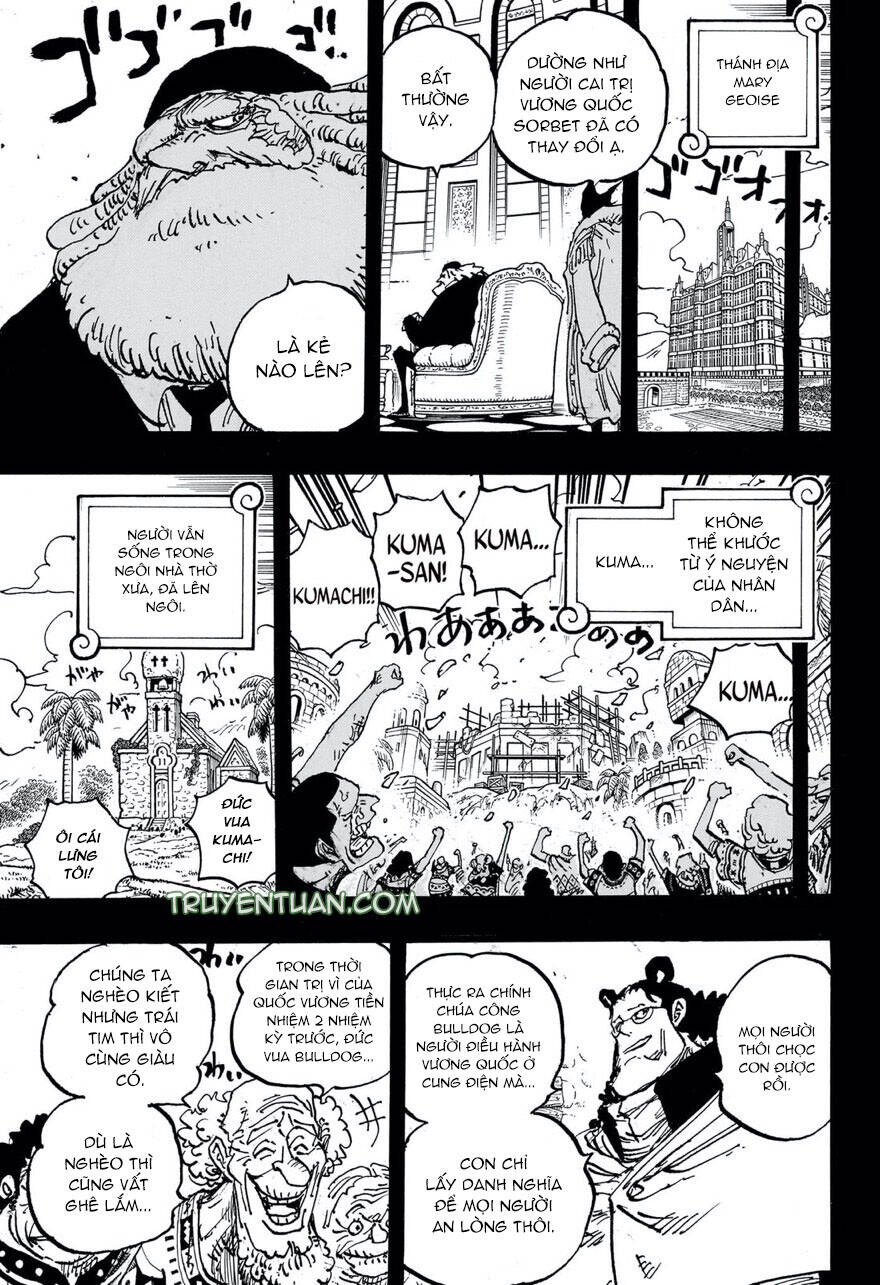 THÁNH ĐỊA
MARY
GEOISE
ゴゴゴオ…
DƯỜNG NHƯ
NGƯỜI CAI TRỊ
VƯƠNG QUỐC
SORBET ĐÃ CÓ
THAY ĐỔI Ạ.
BẤT
THƯỜNG
VẬY.
ゴゴゴゴ
LÀ KẺ
NÀO LÊN?
KHÔNG
THỂ KHƯỚC
TỪ Ý NGUYỆN
CỦA NHÂN
DÂN...
KUMA...
KUMA...
KUMA
-SAN!
KUMACHI!!
KUMA...
わあああ…
NGƯỜI VẪN
SỐNG TRONG
NGÔI NHÀ THỜ
XƯA, ĐÃ LÊN
NGÔI.
ĐỨC
VUA
KUMA-
CHI!
ÔI CÁI
LƯNG
TÔI!
TRUYENTUAN.COM
MỌI NGƯỜI
THÔI CHỌC
CON ĐƯỢC
RỒI.
THỰC RA CHÍNH
CHÚA CÔNG
BULLDOG LÀ
NGƯỜI ĐIỀU HÀNH
VƯƠNG QUỐC Ở
CUNG ĐIỆN MÀ...
CON CHỈ
LẤY DANH NGHĨA
ĐỂ MỌI NGƯỜI
AN LÒNG THÔI.
TRONG THỜI
GIAN TRỊ VÌ CỦA
QUỐC VƯƠNG TIỀN
NHIỆM 2 NHIỆM
KỲ TRƯỚC, ĐỨC
VUA BULLDOG...
CHÚNG TA
NGHÈO KIẾT
NHƯNG TRÁI
TIM THÌ VÔ
CÙNG GIÀU
CÓ.
DÙ LÀ
NGHÈO THÌ
CŨNG VẤT
GHÊ LẮM...